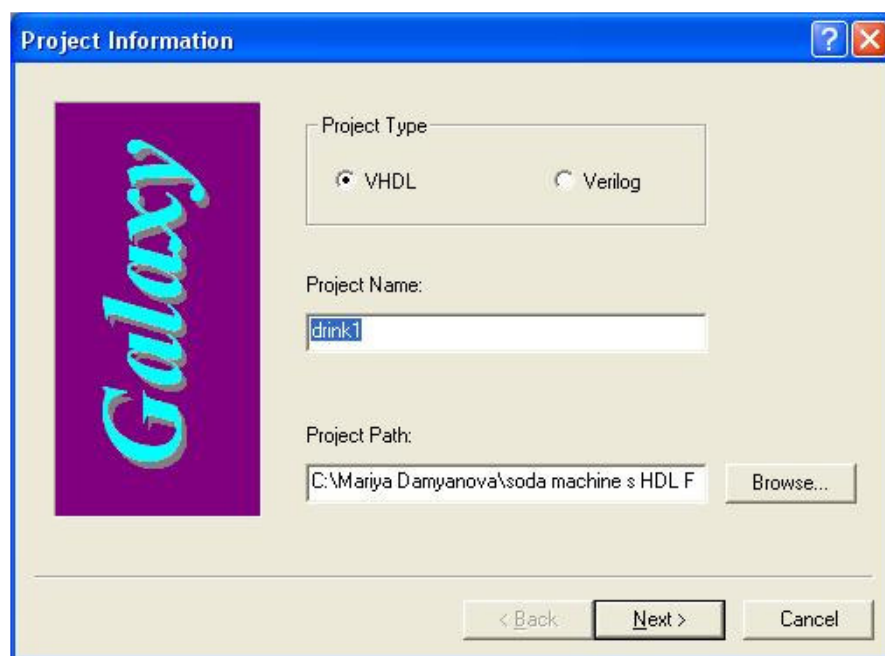 Project Information
Galaxy
Project Type
VHDL Verilog
Project Name:
drink1
Project Path:
C:\Mariya Damyanova\soda machine s HDL F
Browse...
< Back Next > Cancel